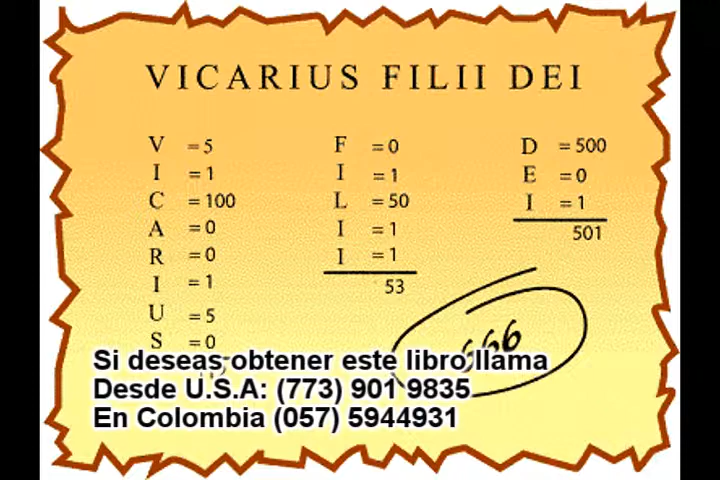 VICARIUS FILII DEI
V = 5
I = 1
C = 100
A = 0
R = 0
I = 1
U = 5
S = 0
F = 0
I = 1
L = 50
I = 1
I = 1
53
D = 500
E = 0
I = 1
501
666
Si deseas obtener este libro llama
Desde U.S.A: (773) 901 9835
En Colombia (057) 5944931